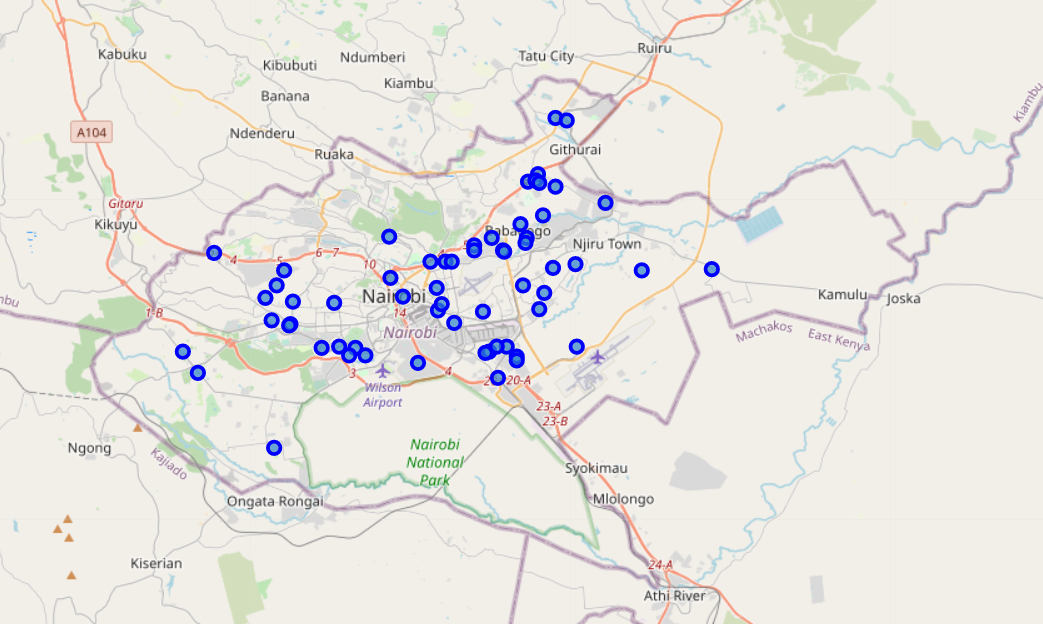 Kabuku
Ndumberi
Tatu City
Ruiru
Kibubuti
Kiambu
Banana
Kiambu
A104
Ndenderu
Githurai
Ruaka
Gitaru
Kikuyu
Njiru Town
4
5
6
7
10
Kamulu
Joska
Nairobi
1-B
14
Nairobi
Machakos
East Kenya
3
Wilson
Airport
4
20-A
23-A
23-B
Ngong
Kajiado
Nairobi
National
Park
Syokimau
Mlolongo
Ongata Rongai
Kiserian
24-A
Athi River